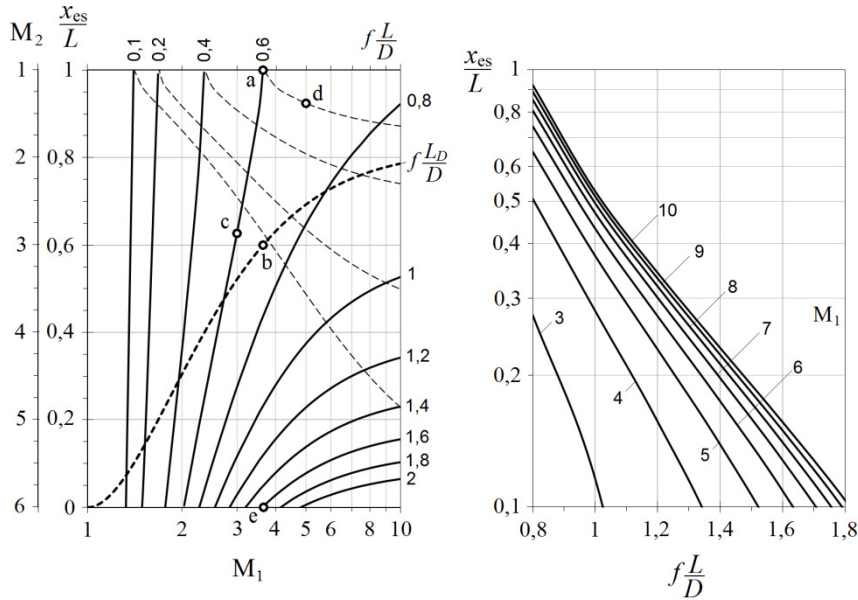 M₂ x_es/L 0,1 0,2 0,4 0,6 f L/D
1 1 a d 0,8
2 0,8 f L_D/D
c
3 0,6 b 1
4 0,4 1,2
5 0,2 1,4
1,6
1,8
6 0 e 2
1 2 3 4 5 10
M₁
x_es/L
1
0,8
0,6
0,5 10
0,4 9
8
0,3 3 M₁
7
0,2 6
4
5
0,1
0,8 1 1,2 1,4 1,6 1,8
f L/D